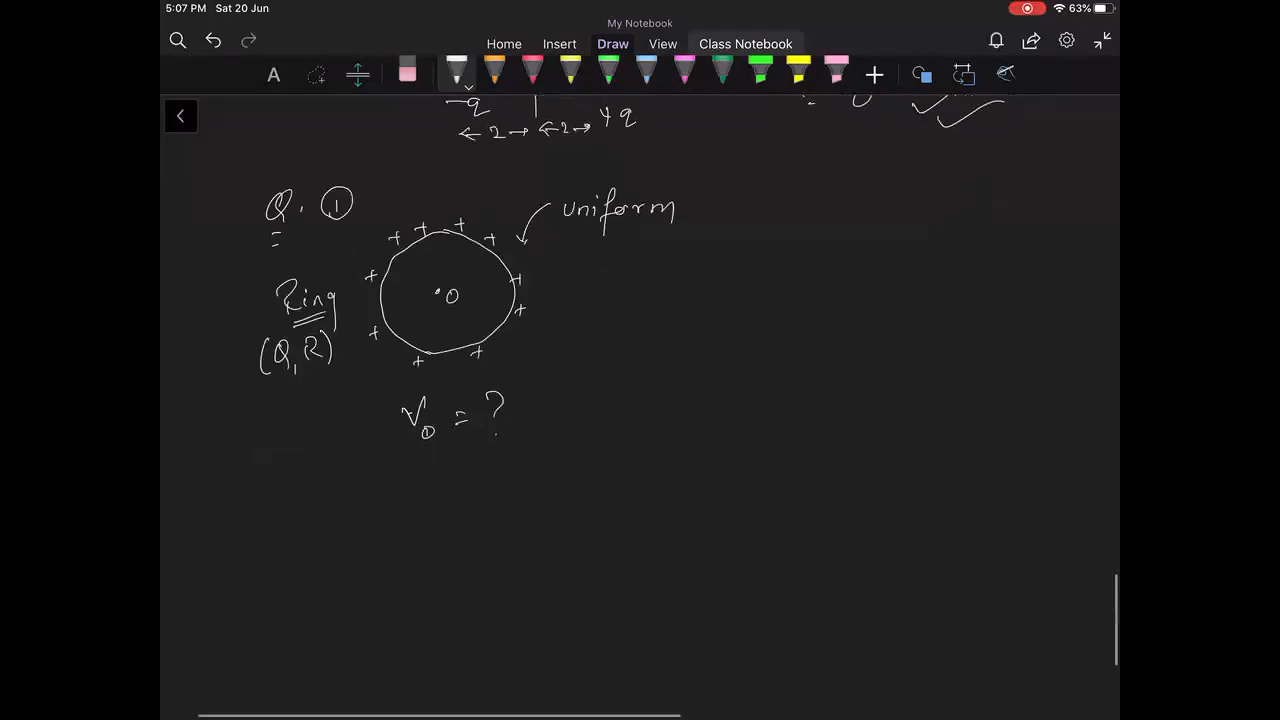 5:07 PM Sat 20 Jun
63%
My Notebook
Home Insert Draw View Class Notebook
A
-q
← 2 → ← 2 → 4q
Q. ①
uniform
+ + + + + + + + + + +
Ring
.O
(Q, R)
V₀ = ?